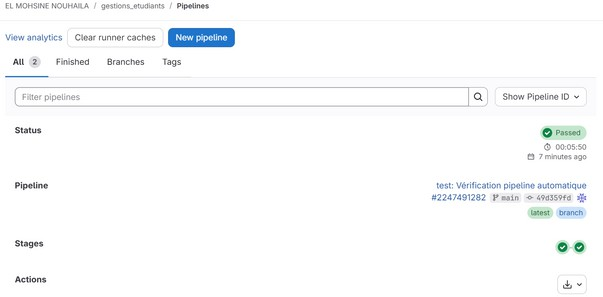 EL MOHSINE NOUHAILA / gestions_etudiants / Pipelines
View analytics Clear runner caches New pipeline
All 2 Finished Branches Tags
Filter pipelines Show Pipeline ID
Status Passed
00:05:50
7 minutes ago
Pipeline test: Vérification pipeline automatique
#2247491282 main 49d359fd
latest branch
Stages
Actions